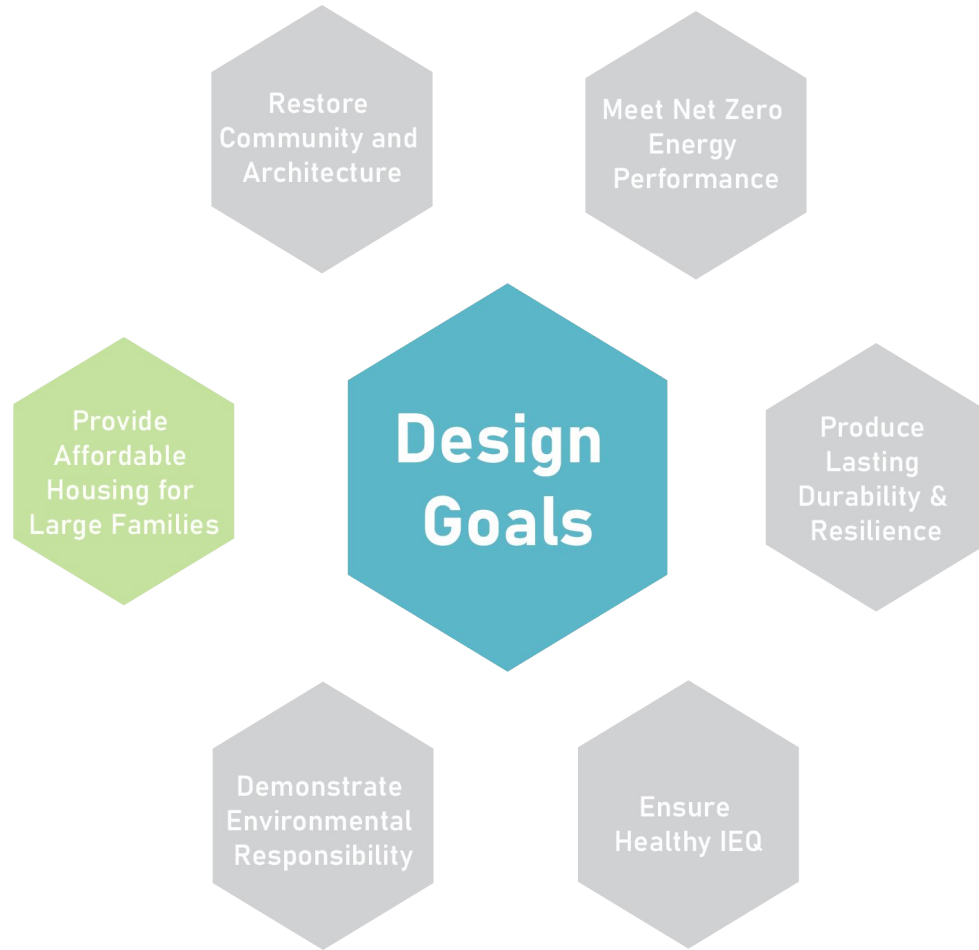 Restore
Community and
Architecture
Meet Net Zero
Energy
Performance
Provide
Affordable
Housing for
Large Families
Design
Goals
Produce
Lasting
Durability &
Resilience
Demonstrate
Environmental
Responsibility
Ensure
Healthy IEQ